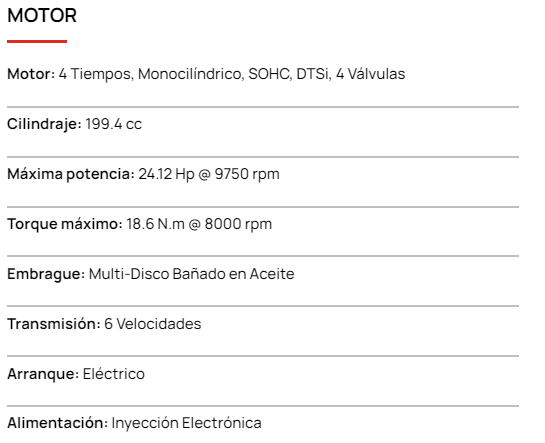 MOTOR
Motor: 4 Tiempos, Monocilíndrico, SOHC, DTSi, 4 Válvulas
Cilindraje: 199.4 cc
Máxima potencia: 24.12 Hp @ 9750 rpm
Torque máximo: 18.6 N.m @ 8000 rpm
Embrague: Multi-Disco Bañado en Aceite
Transmisión: 6 Velocidades
Arranque: Eléctrico
Alimentación: Inyección Electrónica